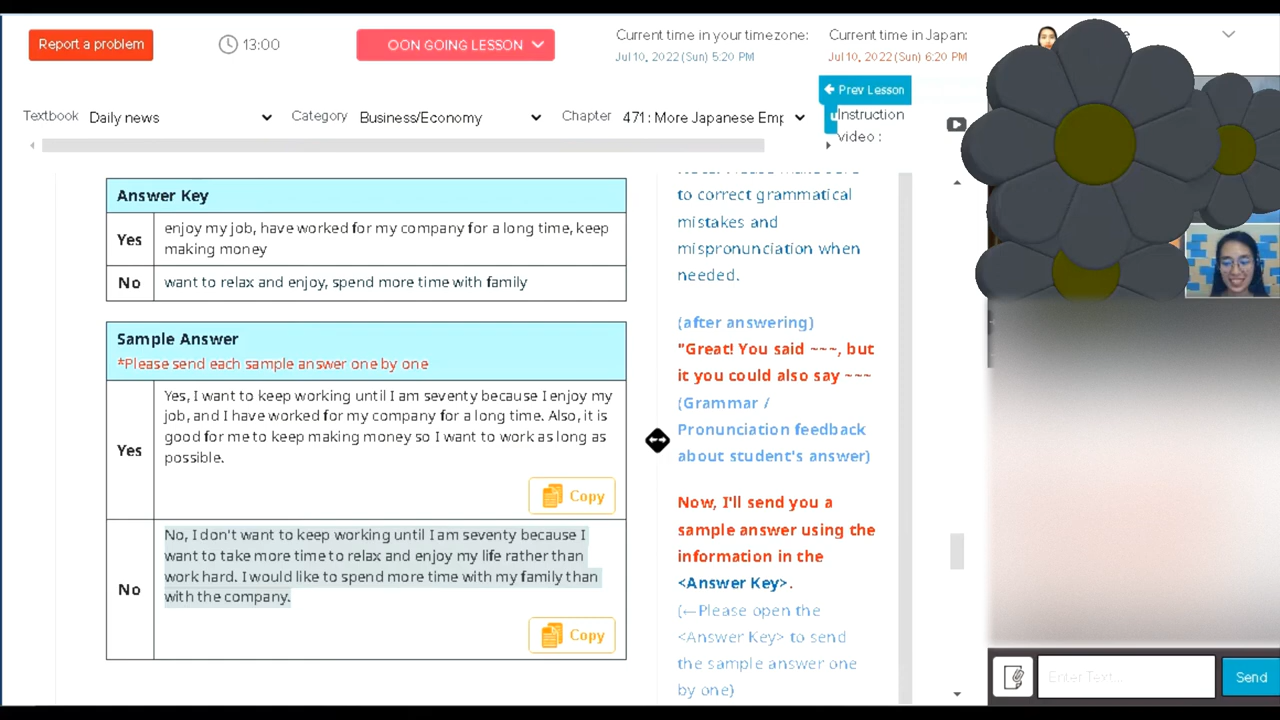 Report a problem
13:00
OON GOING LESSON
Current time in your timezone:
Jul 10, 2022 (Sun) 5:20 PM
Current time in Japan:
Jul 10, 2022 (Sun) 6:20 PM
Prev Lesson
Textbook Daily news
Category Business/Economy
Chapter 471 : More Japanese Emp
Instruction
video :
Answer Key
Yes
enjoy my job, have worked for my company for a long time, keep
making money
No
want to relax and enjoy, spend more time with family
Sample Answer
*Please send each sample answer one by one
Yes
Yes, I want to keep working until I am seventy because I enjoy my
job, and I have worked for my company for a long time. Also, it is
good for me to keep making money so I want to work as long as
possible.
Copy
No
No, I don't want to keep working until I am seventy because I
want to take more time to relax and enjoy my life rather than
work hard. I would like to spend more time with my family than
with the company.
Copy
to correct grammatical
mistakes and
mispronunciation when
needed.
(after answering)
"Great! You said ~~~, but
it you could also say ~~~
(Grammar /
Pronunciation feedback
about student's answer)
Now, I'll send you a
sample answer using the
information in the
<Answer Key>.
(←Please open the
<Answer Key> to send
the sample answer one
by one)
Enter Text...
Send